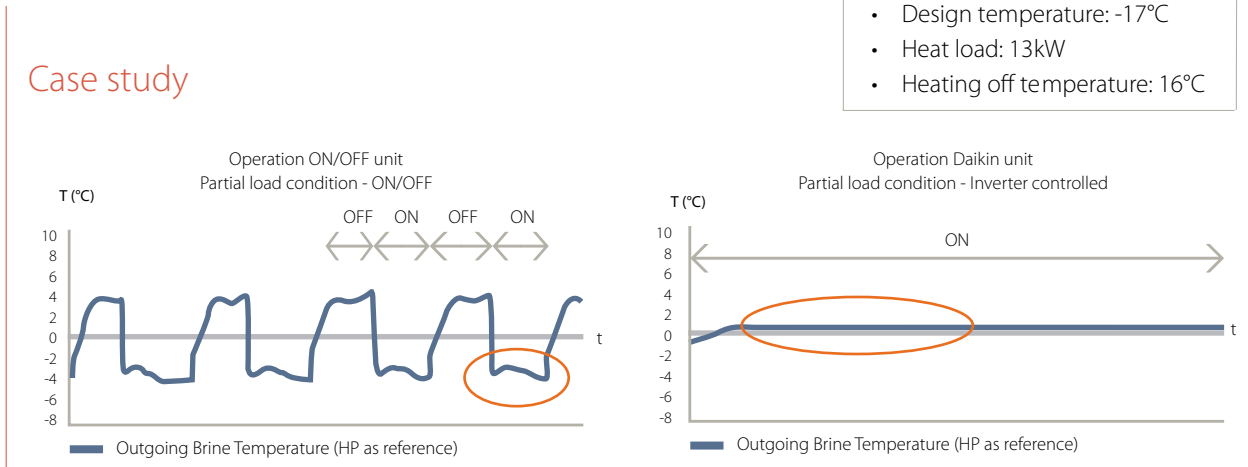 • Design temperature: -17°C
• Heat load: 13kW
• Heating off temperature: 16°C
Case study
Operation ON/OFF unit
Partial load condition - ON/OFF
T (°C)
OFF ON OFF ON
10
8
6
4
2
0
-2
-4
-6
-8
t
Outgoing Brine Temperature (HP as reference)
Operation Daikin unit
Partial load condition - Inverter controlled
T (°C)
ON
10
8
6
4
2
0
-2
-4
-6
-8
t
Outgoing Brine Temperature (HP as reference)